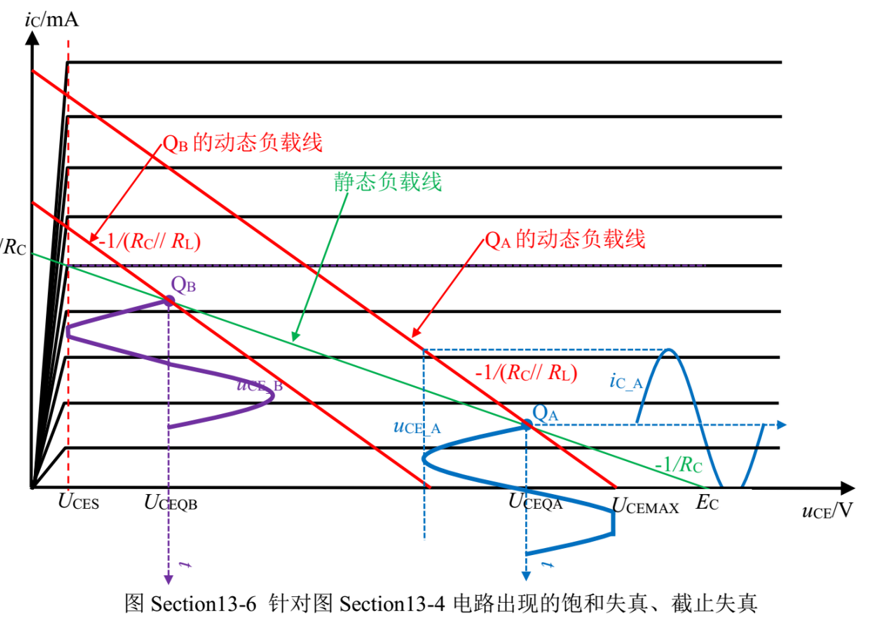 iC/mA
QB 的动态负载线
静态负载线
-1/(RC// RL)
QA 的动态负载线
/RC
QB
-1/(RC// RL)
iC_A
uCE_B
QA
uCE_A
-1/RC
UCES
UCEQB
UCEQA
UCEMAX
EC
uCE/V
t
t
图 Section13-6 针对图 Section13-4 电路出现的饱和失真、截止失真